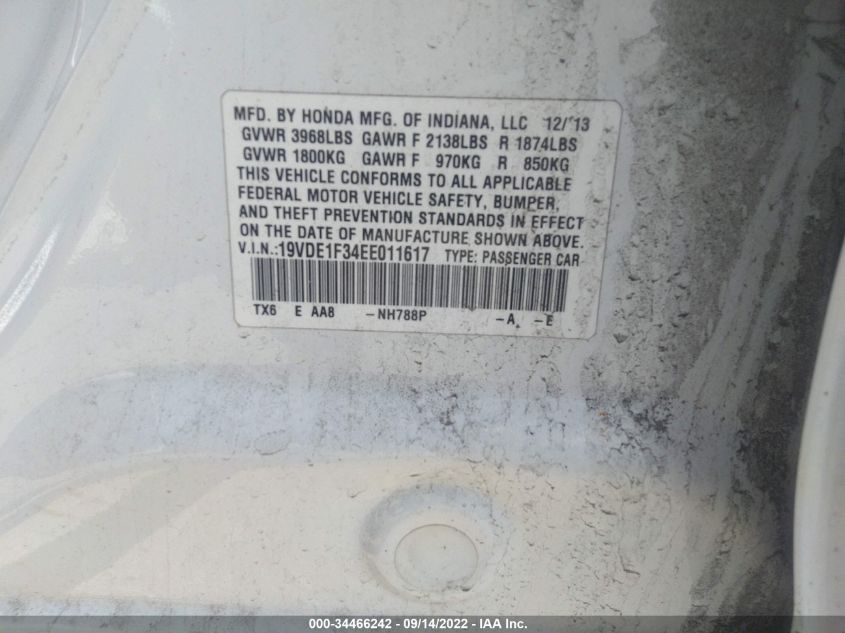 MFD. BY HONDA MFG. OF INDIANA, LLC 12/13
GVWR 3968LBS GAWR F 2138LBS R 1874LBS
GVWR 1800KG GAWR F 970KG R 850KG
THIS VEHICLE CONFORMS TO ALL APPLICABLE
FEDERAL MOTOR VEHICLE SAFETY, BUMPER,
AND THEFT PREVENTION STANDARDS IN EFFECT
ON THE DATE OF MANUFACTURE SHOWN ABOVE.
V.I.N.:19VDE1F34EE011617 TYPE: PASSENGER CAR
TX6 E AA8 -NH788P -A -E
000-34466242 - 09/14/2022 - IAA Inc.